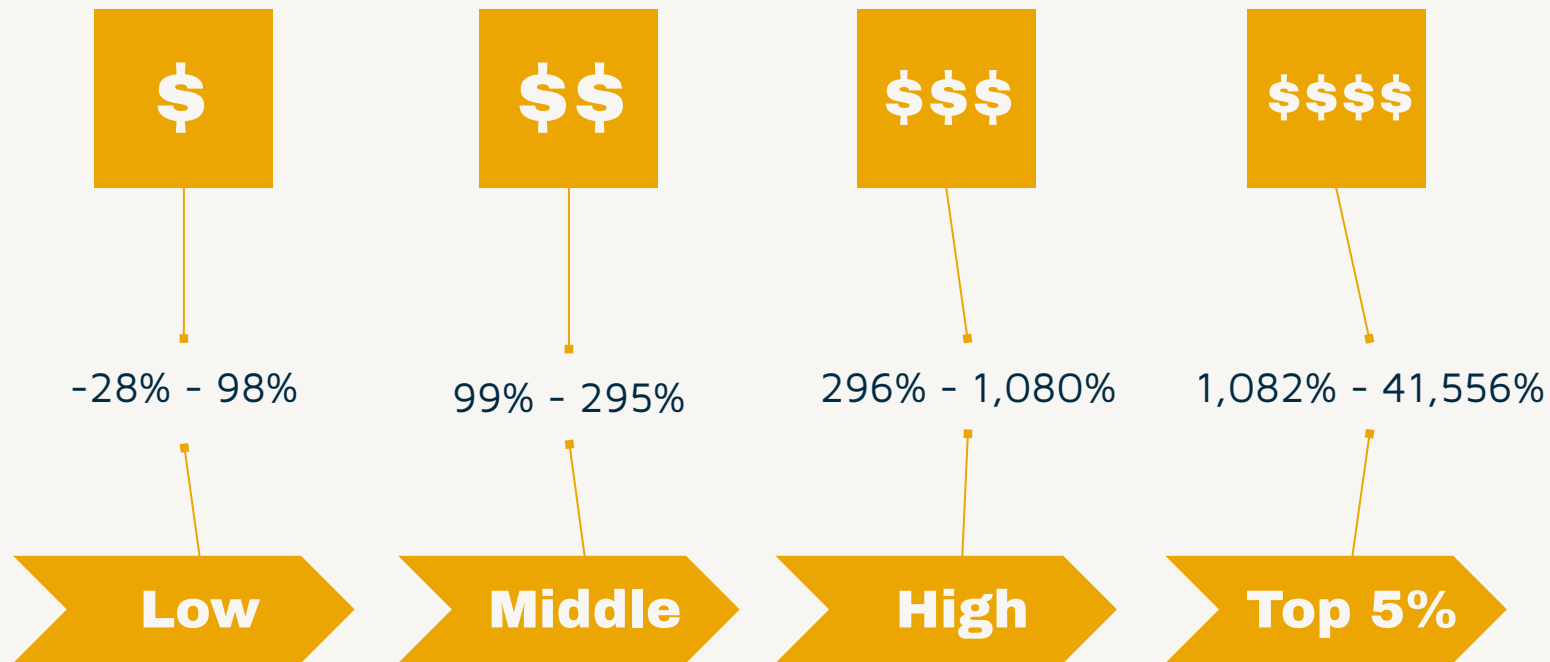 $
$$
$$$
$$$$
-28% - 98%
99% - 295%
296% - 1,080%
1,082% - 41,556%
Low
Middle
High
Top 5%